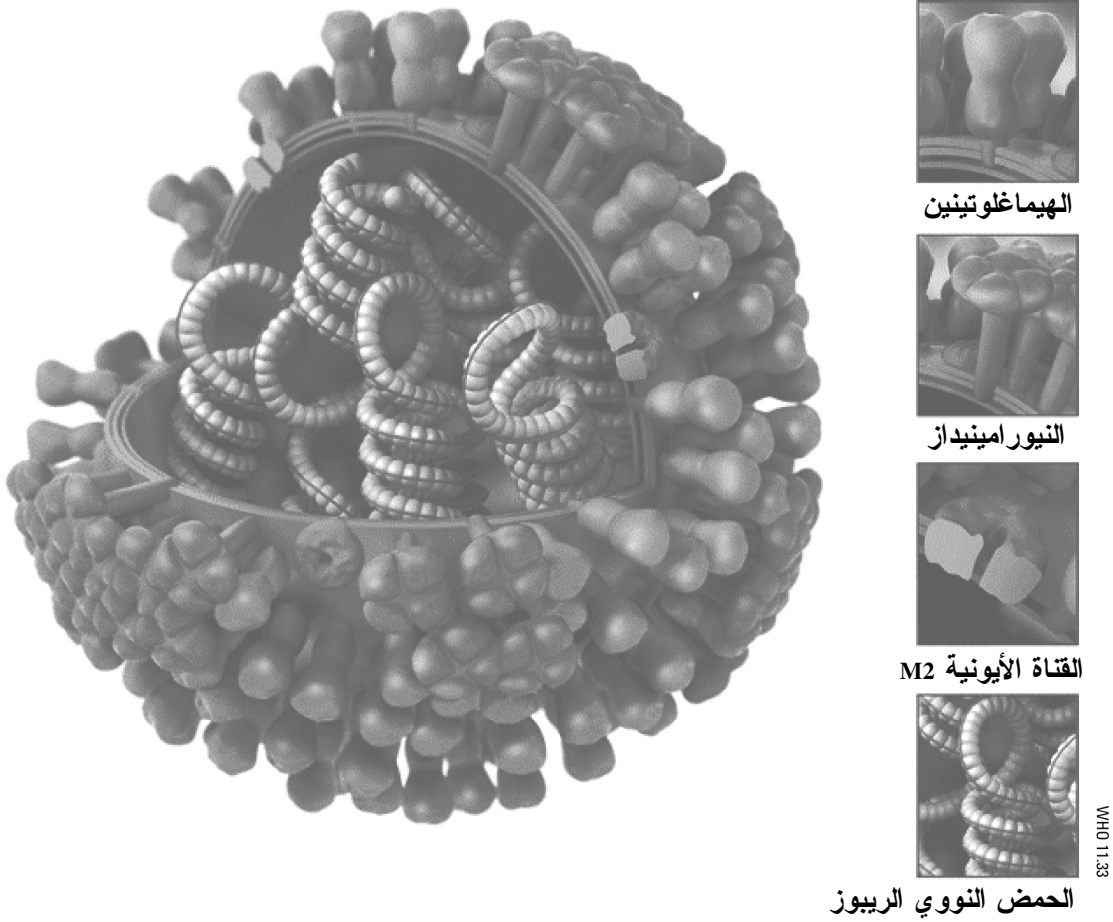 الهيماغلوتينين
النيورامينيداز
القناة الأيونية M2
الحمض النووي الريبوز
WHO 11.33